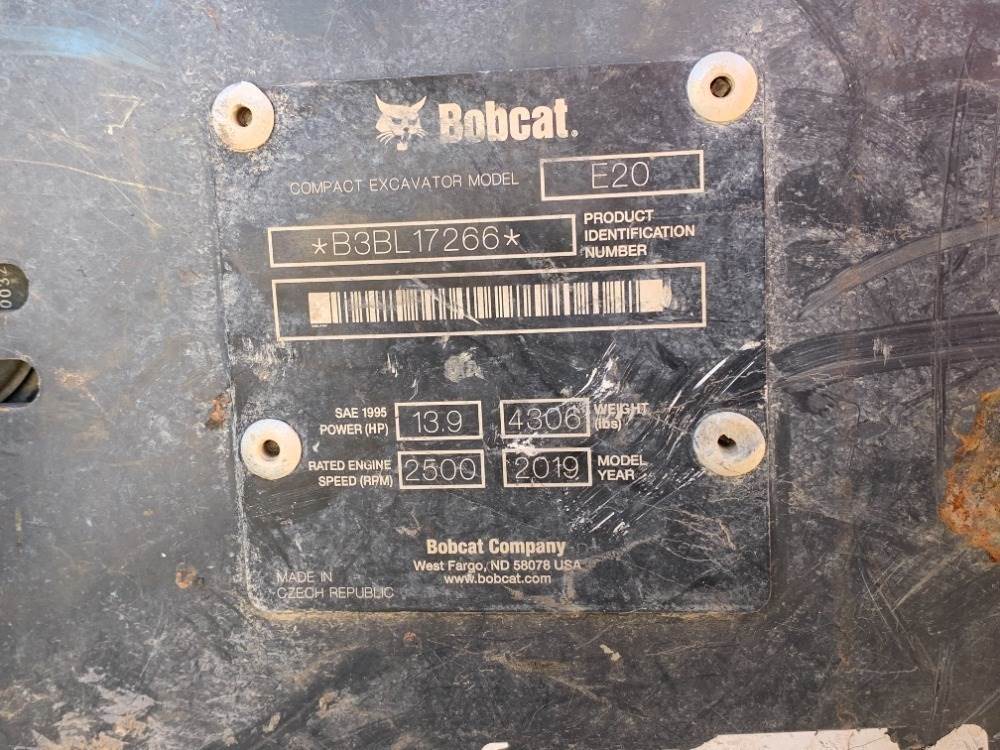 Bobcat.
COMPACT EXCAVATOR MODEL E20
*B3BL17266* PRODUCT
IDENTIFICATION
NUMBER
SAE 1995
POWER (HP) 13.9 4306 WEIGHT
(lbs)
RATED ENGINE
SPEED (RPM) 2500 2019 MODEL
YEAR
Bobcat Company
West Fargo, ND 58078 USA
www.bobcat.com
MADE IN
CZECH REPUBLIC